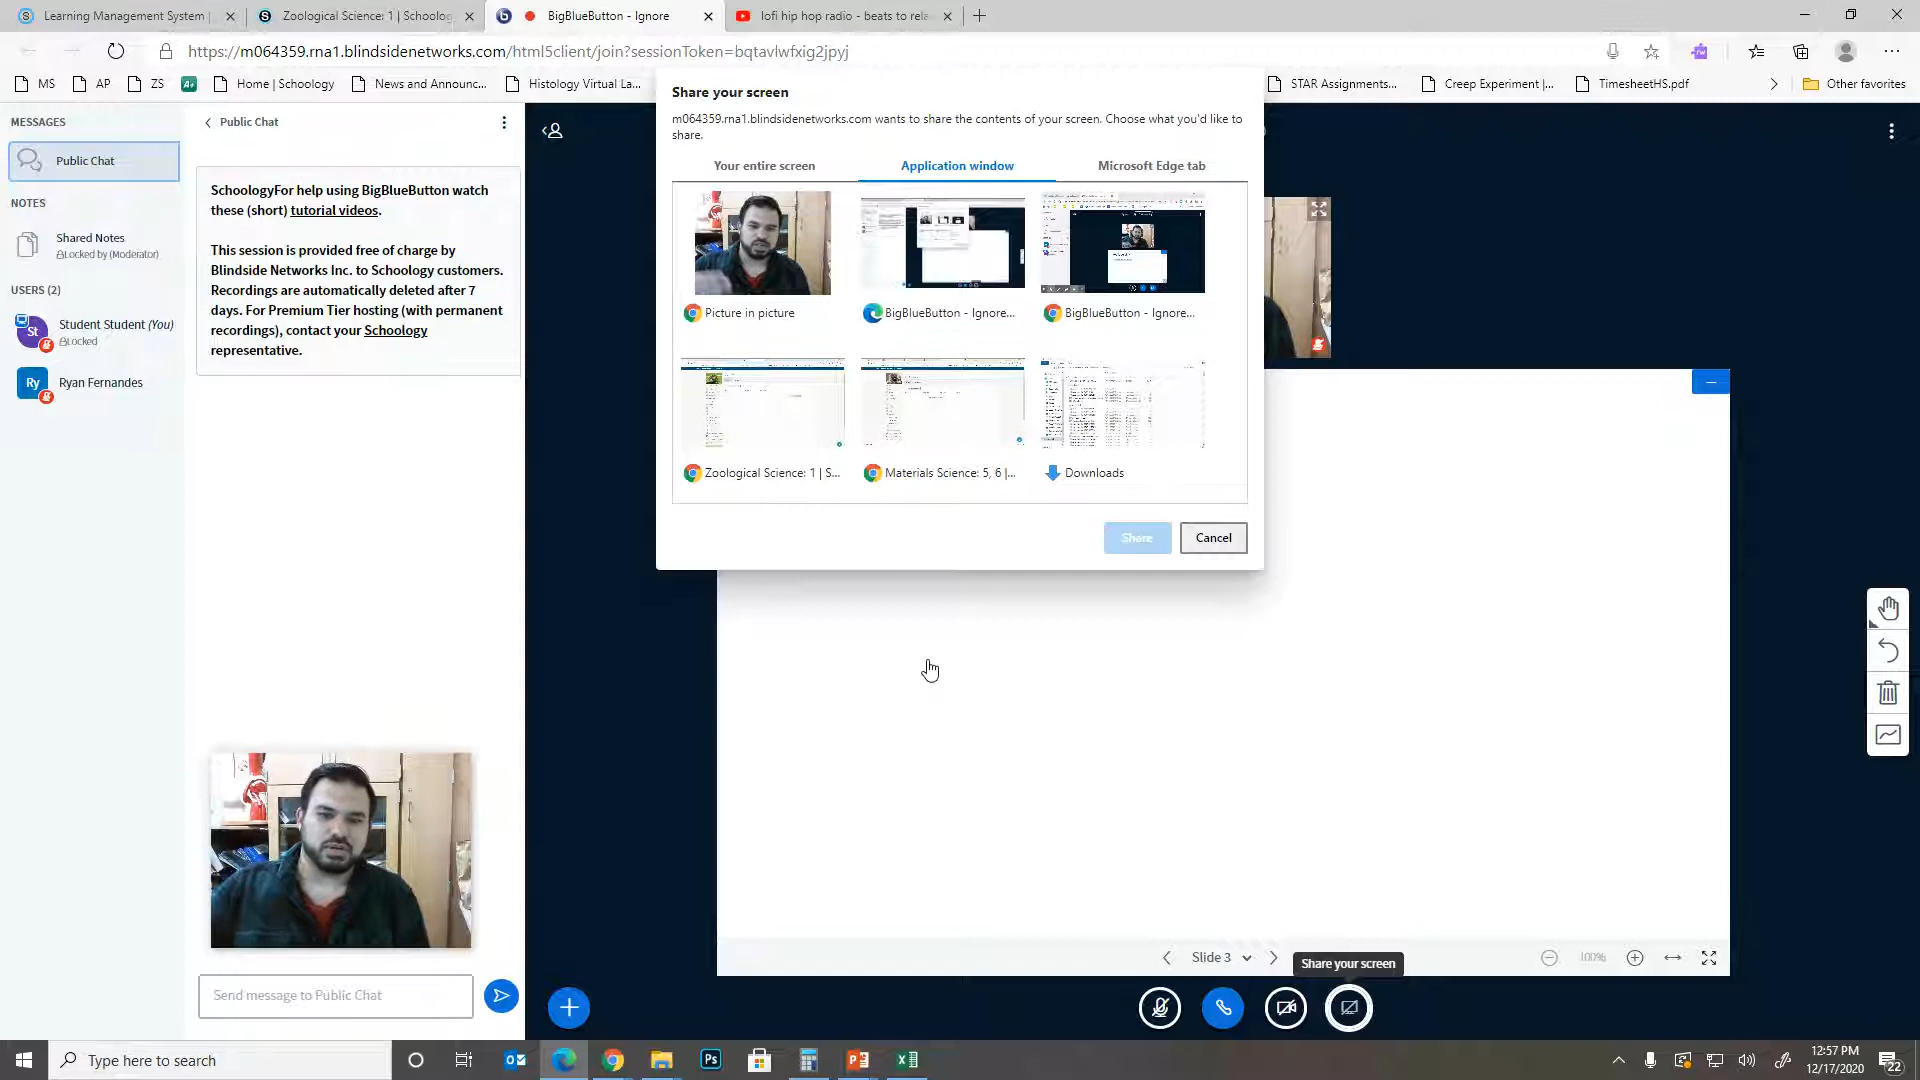 Learning Management System |
Zoological Science: 1 | Schoolog
BigBlueButton - Ignore
lofi hip hop radio - beats to rela
https://m064359.rna1.blindsidenetworks.com/html5client/join?sessionToken=bqtavlwfxig2jpyj
MS
AP
ZS
A+
Home | Schoology
News and Announc...
Histology Virtual La...
STAR Assignments...
Creep Experiment |...
TimesheetHS.pdf
Other favorites
MESSAGES
Public Chat
NOTES
Shared Notes
Locked by (Moderator)
USERS (2)
St
Student Student (You)
Locked
Ry
Ryan Fernandes
Public Chat
SchoologyFor help using BigBlueButton watch
these (short) tutorial videos.
This session is provided free of charge by
Blindside Networks Inc. to Schoology customers.
Recordings are automatically deleted after 7
days. For Premium Tier hosting (with permanent
recordings), contact your Schoology
representative.
Send message to Public Chat
Share your screen
m064359.rna1.blindsidenetworks.com wants to share the contents of your screen. Choose what you'd like to
share.
Your entire screen
Application window
Microsoft Edge tab
Picture in picture
BigBlueButton - Ignore...
BigBlueButton - Ignore...
Zoological Science: 1 | S...
Materials Science: 5, 6 |...
Downloads
Share
Cancel
Slide 3
100%
Share your screen
Type here to search
Ps
12:57 PM
12/17/2020
22